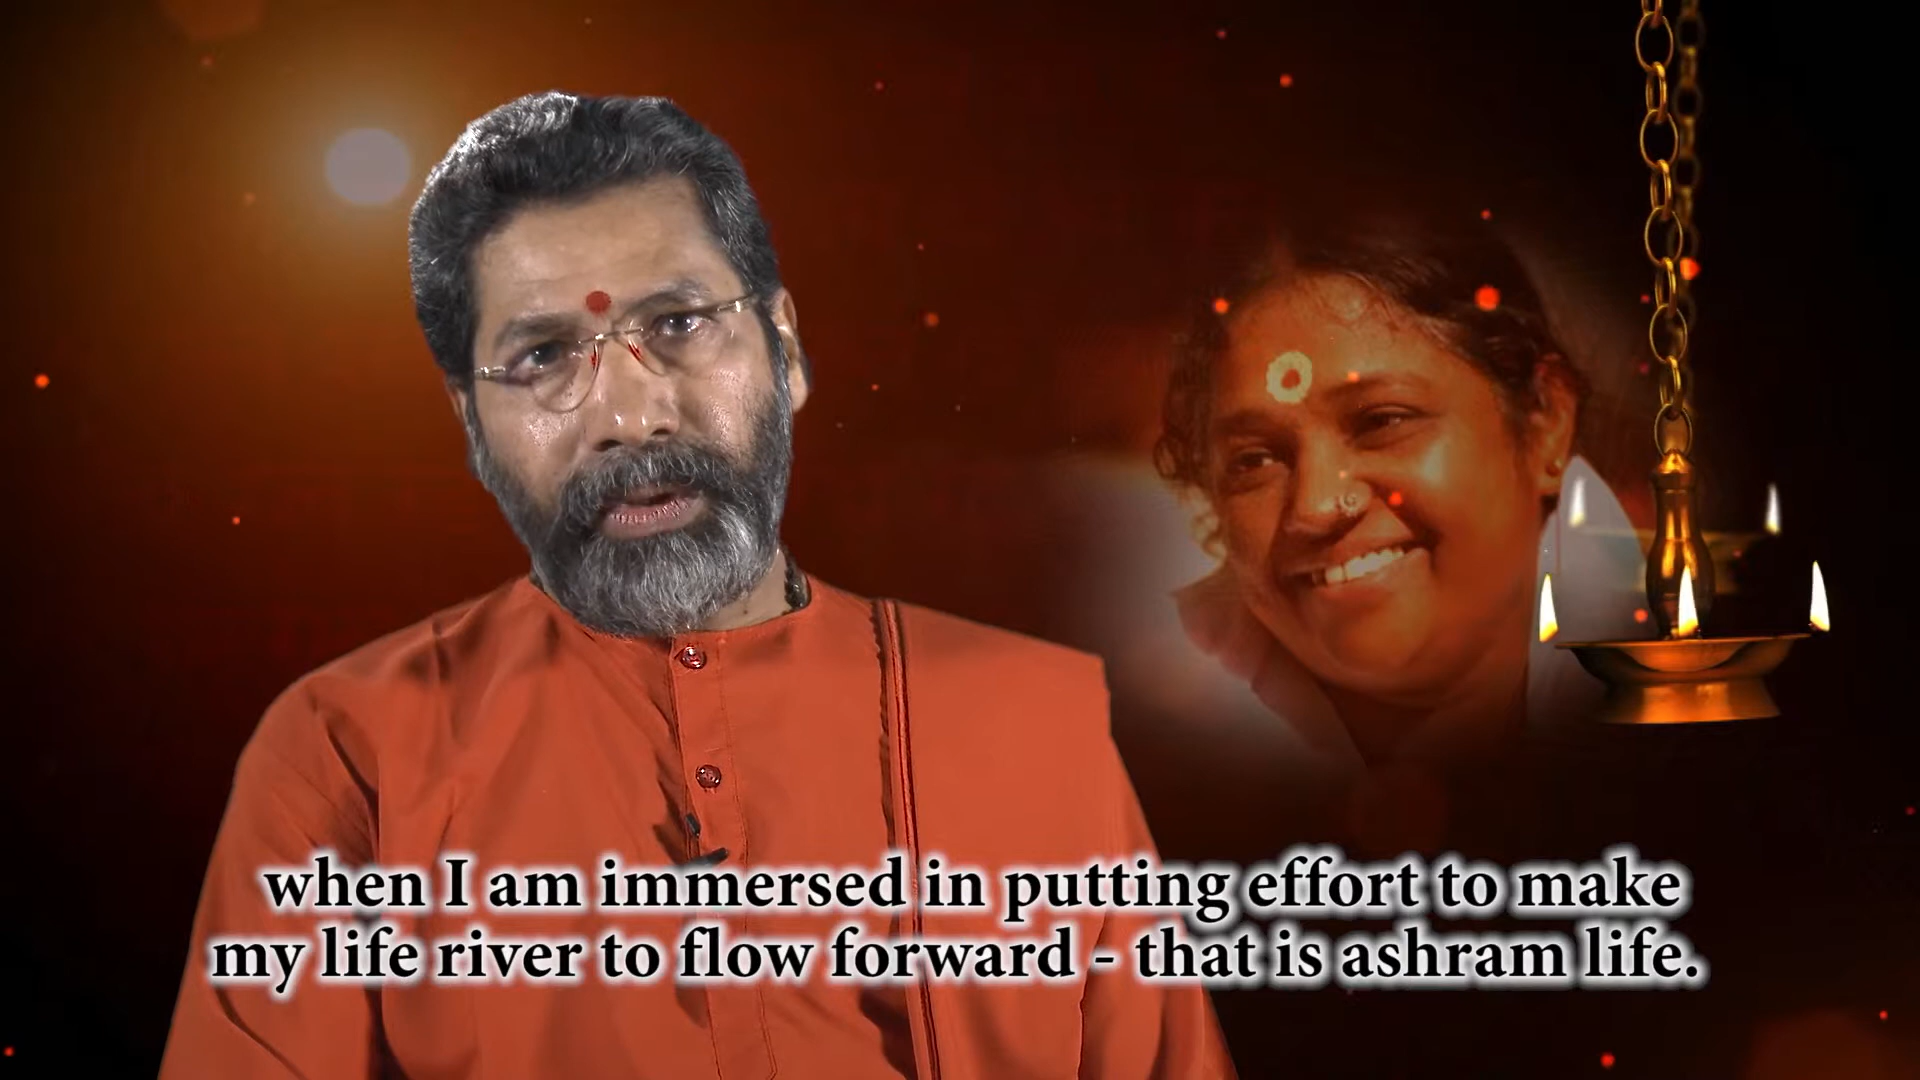 when I am immersed in putting effort to make
my life river to flow forward - that is ashram life.